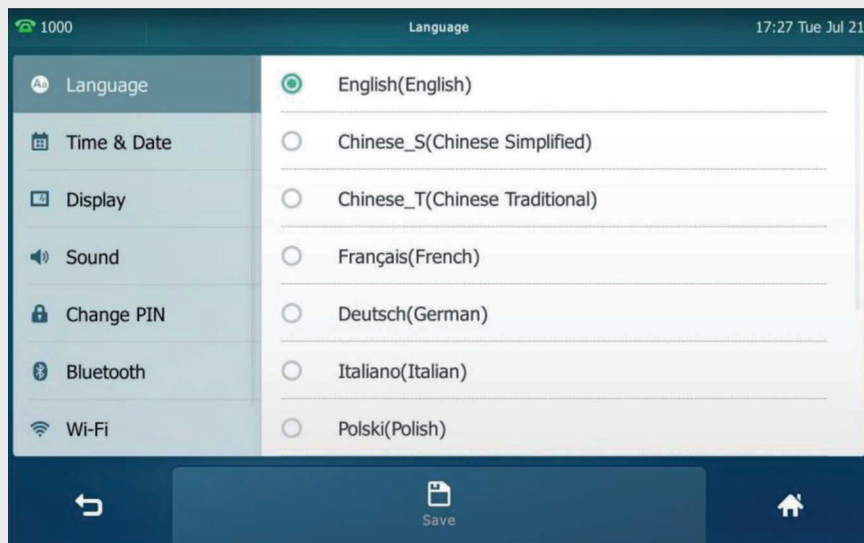 1000
Language
17:27 Tue Jul 21
Language
Time & Date
Display
Sound
Change PIN
Bluetooth
Wi-Fi
English(English)
Chinese_S(Chinese Simplified)
Chinese_T(Chinese Traditional)
Français(French)
Deutsch(German)
Italiano(Italian)
Polski(Polish)
Save